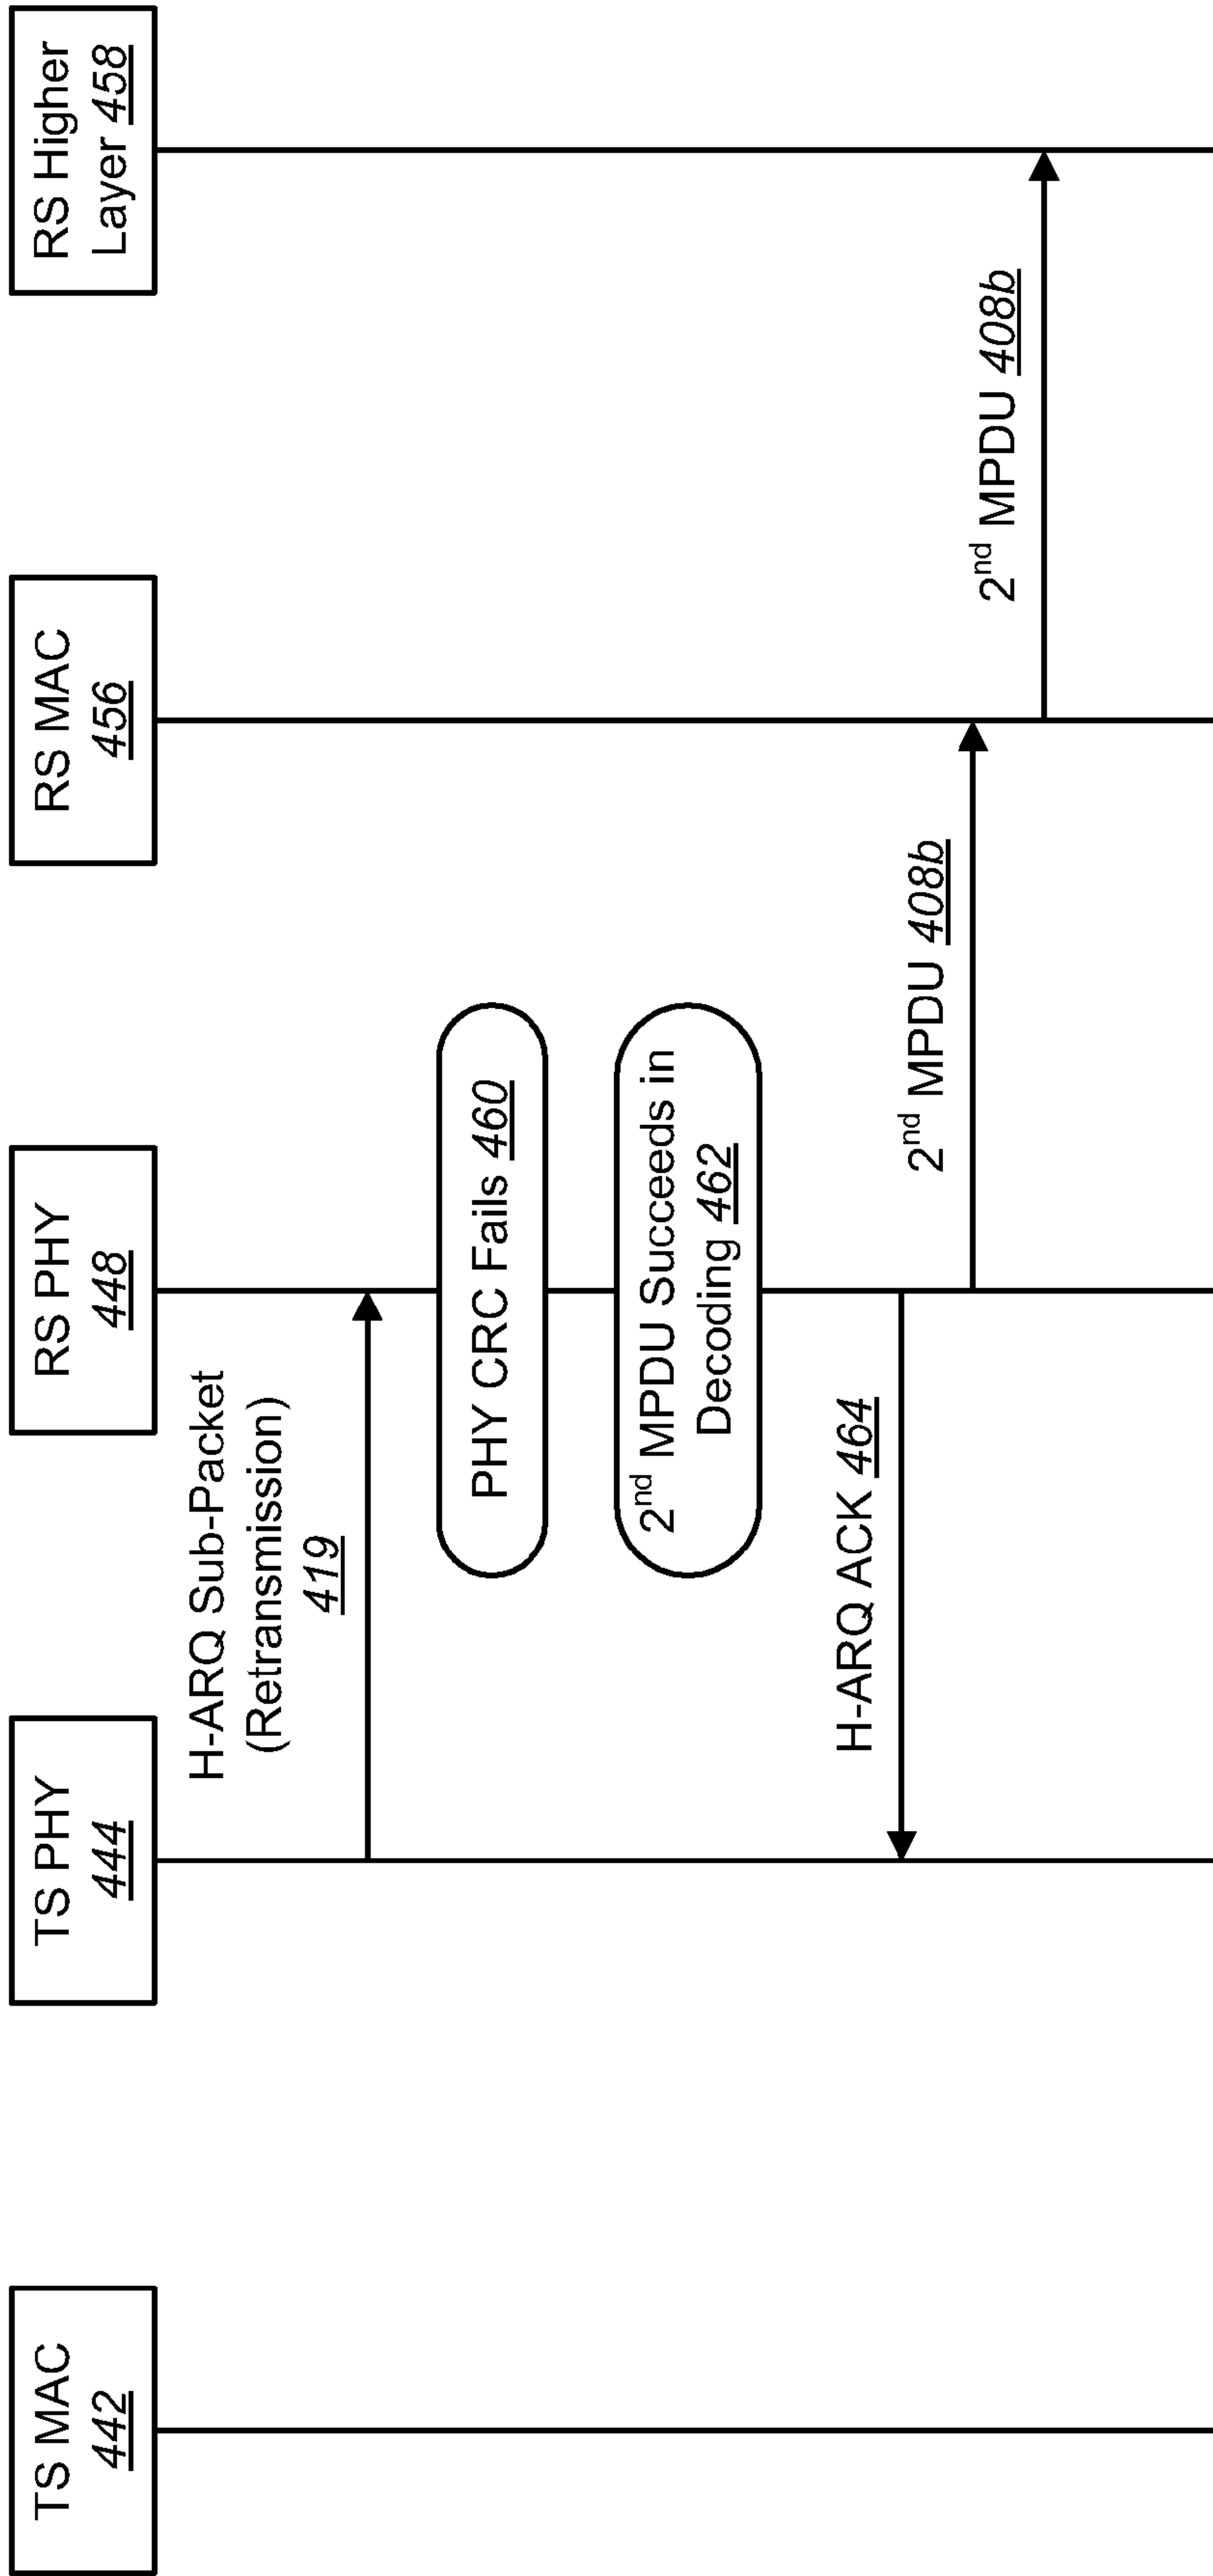 TS MAC
442
TS PHY
444
RS PHY
448
RS MAC
456
RS Higher
Layer 458
H-ARQ Sub-Packet
(Retransmission)
419
PHY CRC Fails 460
2nd MPDU Succeeds in
Decoding 462
H-ARQ ACK 464
2nd MPDU 408b
2nd MPDU 408b